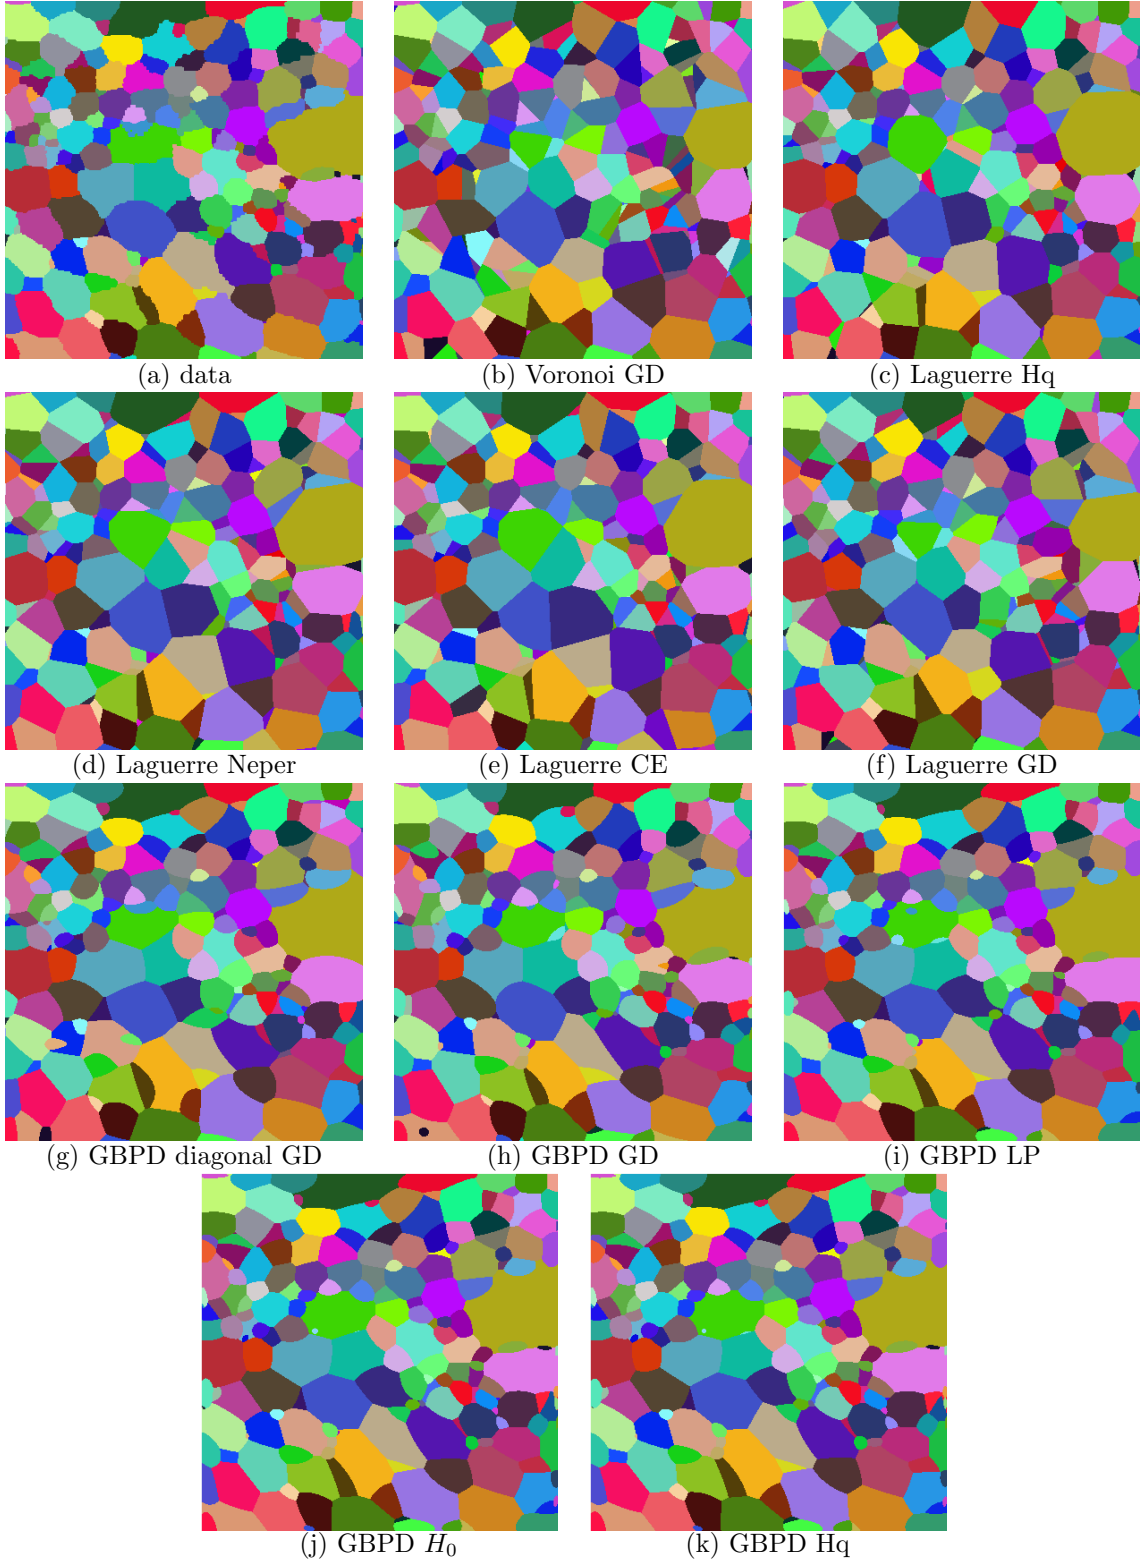 (a) data
(b) Voronoi GD
(c) Laguerre Hq
(d) Laguerre Neper
(e) Laguerre CE
(f) Laguerre GD
(g) GBPD diagonal GD
(h) GBPD GD
(i) GBPD LP
(j) GBPD H₀
(k) GBPD Hq